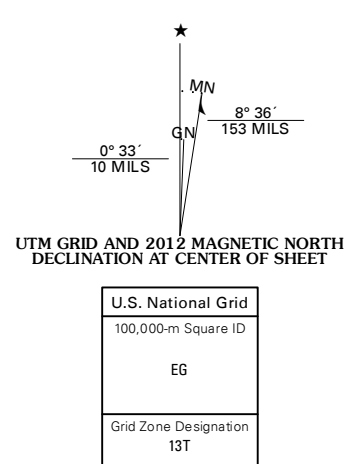 ★
MN
8° 36´
153 MILS
GN
0° 33´
10 MILS
UTM GRID AND 2012 MAGNETIC NORTH
DECLINATION AT CENTER OF SHEET
U.S. National Grid
100,000-m Square ID
EG
Grid Zone Designation
13T